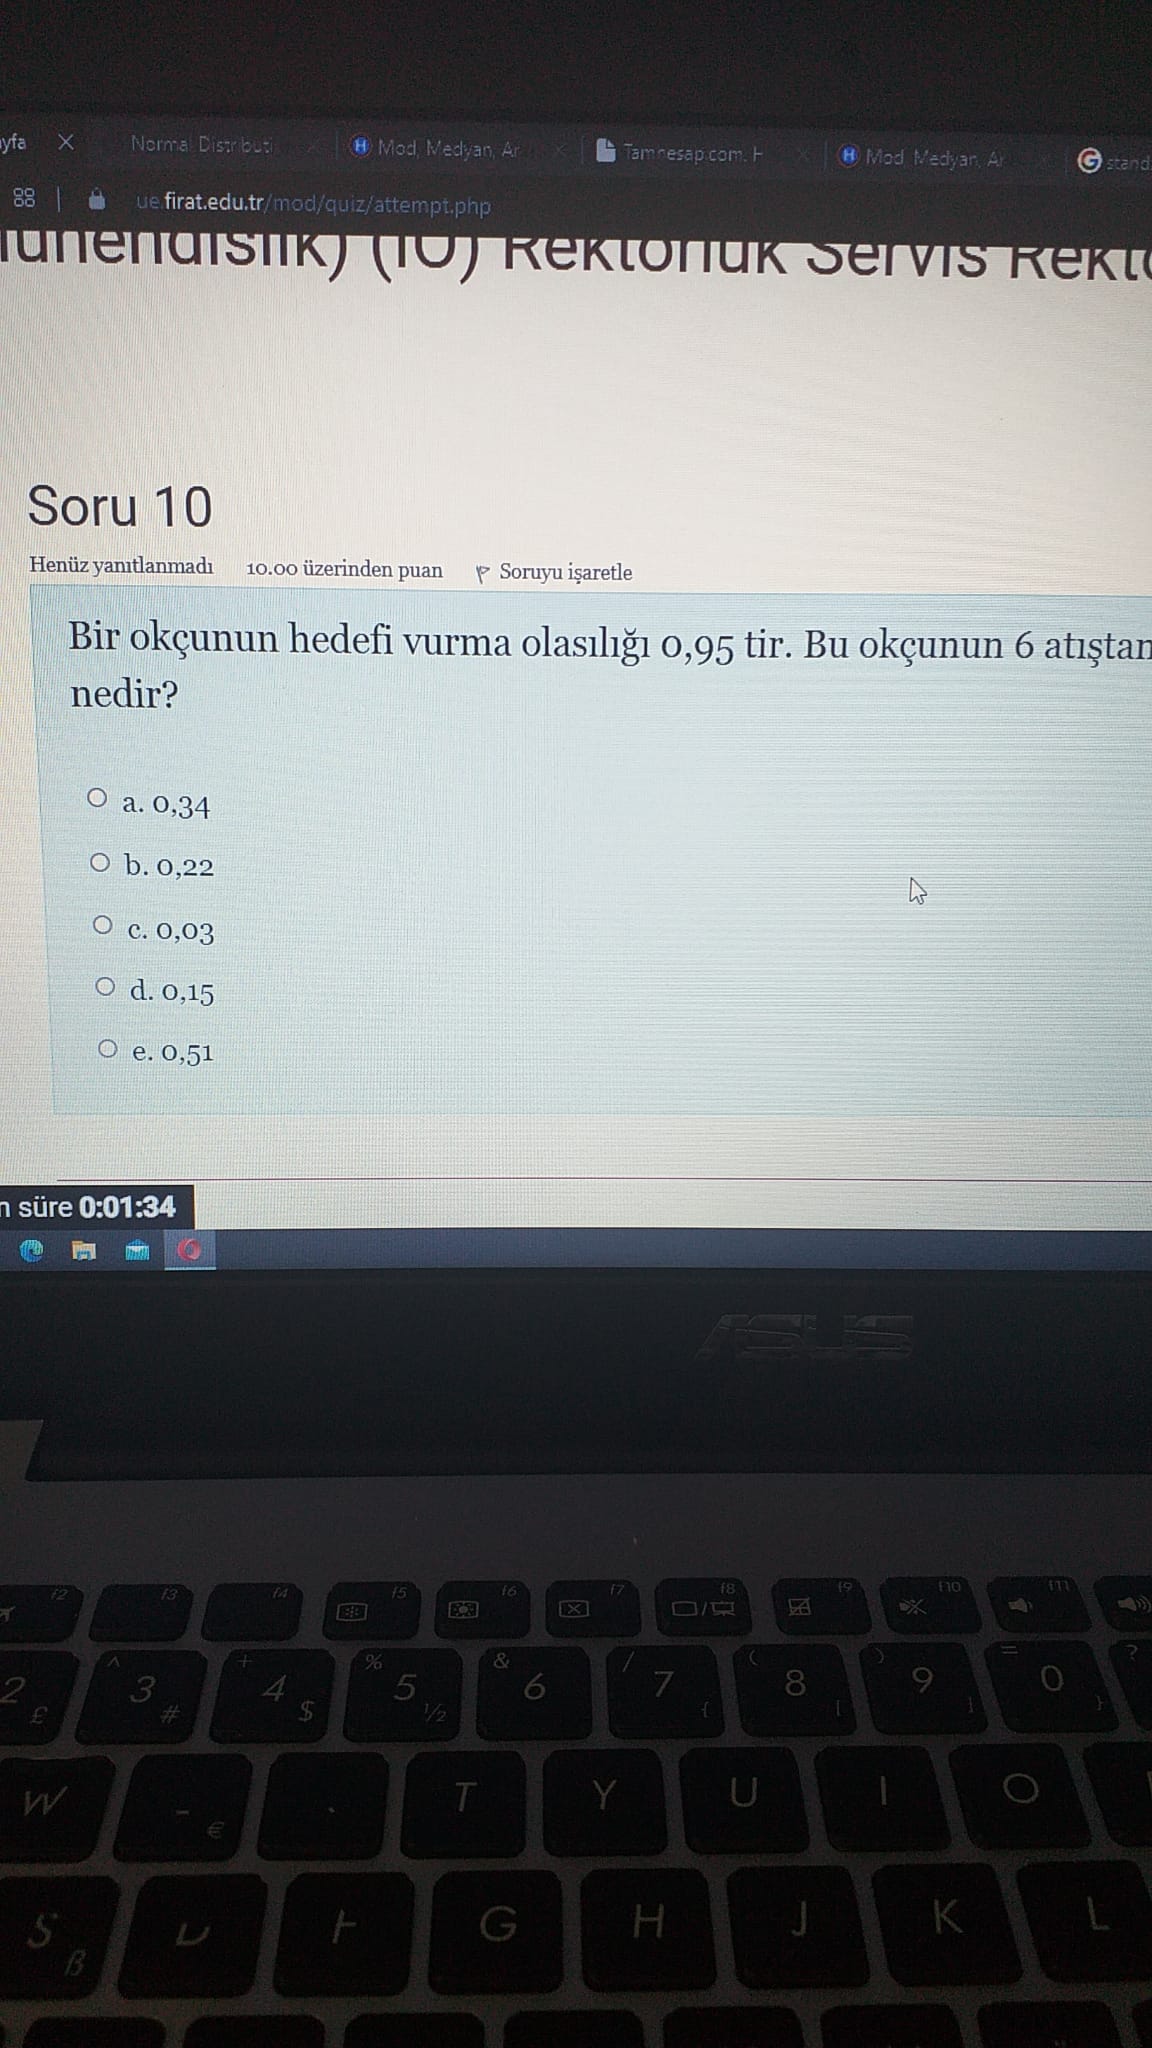 yfa
Normal Distributi
Mod, Medyan, Ar
Tamhesap.com. H
Mod Medyan, Ar
stand
ue.firat.edu.tr/mod/quiz/attempt.php
(IÖ) Rektörlük Servis Rekto
Soru 10
Henüz yanıtlanmadı 10.00 üzerinden puan Soruyu işaretle
Bir okçunun hedefi vurma olasılığı 0,95 tir. Bu okçunun 6 atıştan
nedir?
a. 0,34
b. 0,22
c. 0,03
d. 0,15
e. 0,51
n süre 0:01:34
ASUS
f2 f3 f4 f5 f6 f7 f8 f9 f10 f11
2 £ ^ 3 # + 4 $ % 5 ½ & 6 / 7 { ( 8 [ ) 9 ] = 0 } ?
W € T Y U I O
S ß G H J K L